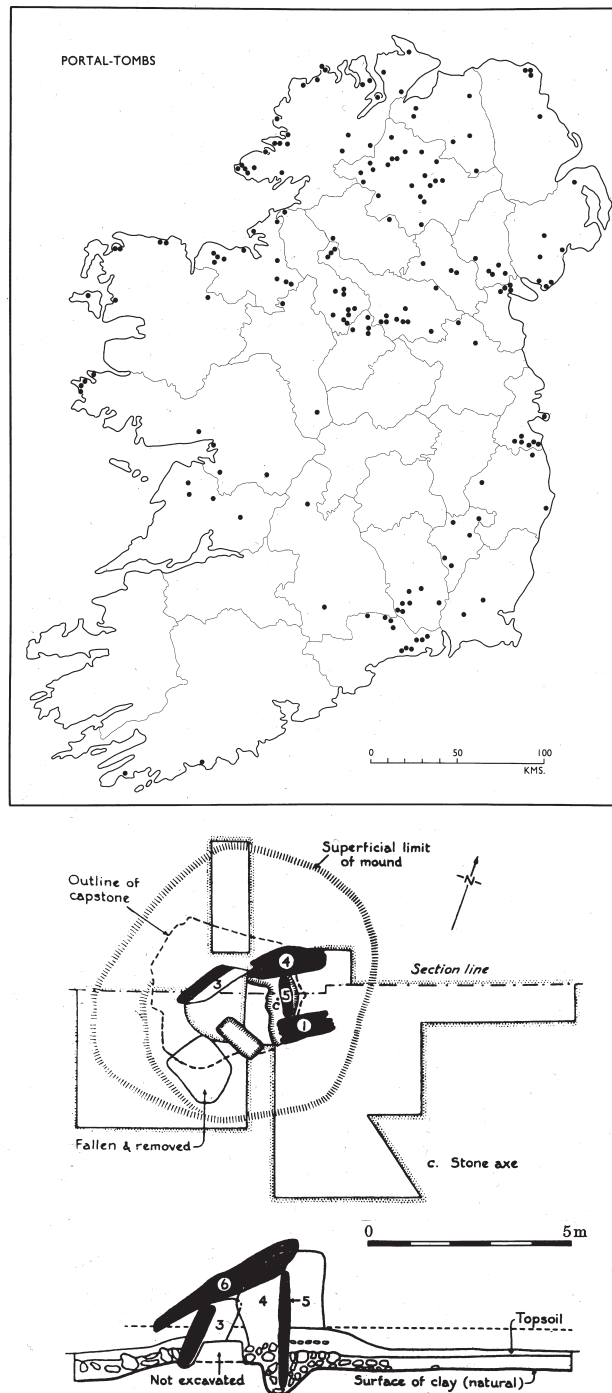 PORTAL-TOMBS
0 50 100
KMS.
Superficial limit
of mound
Outline of
capstone
N
4
Section line
3
c 5
1
Fallen & removed
c. Stone axe
0 5m
6
4 5
3
Topsoil
Not excavated
Surface of clay (natural)